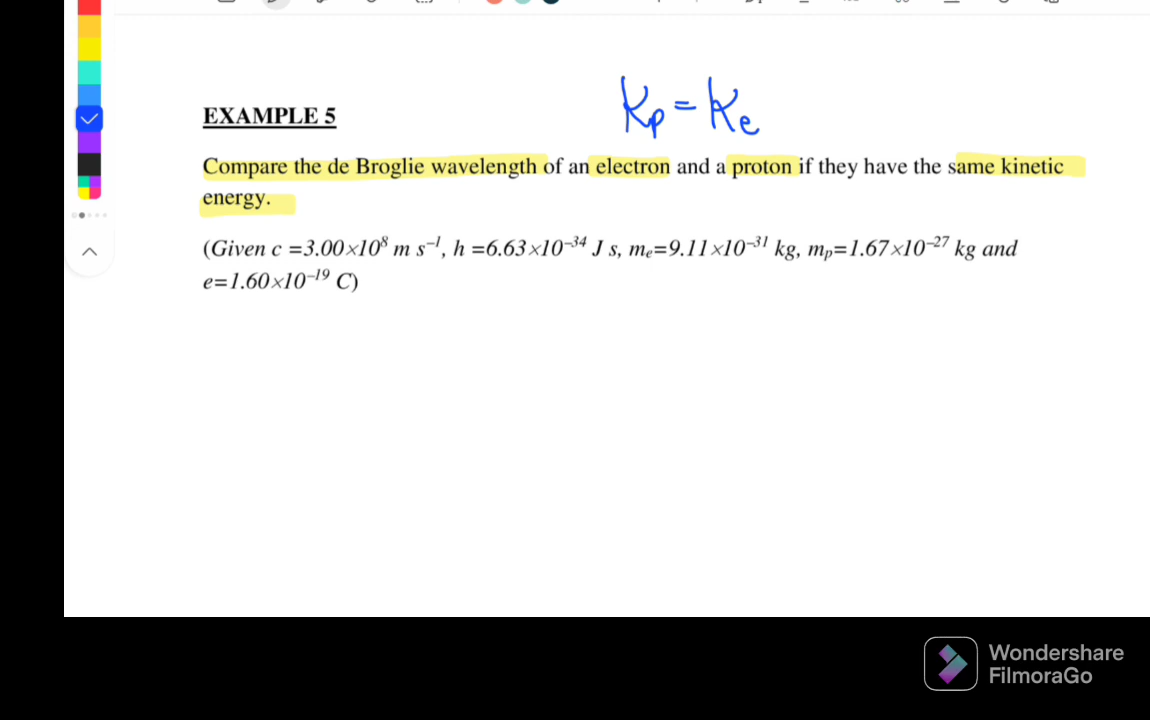 K_p = K_e
EXAMPLE 5
Compare the de Broglie wavelength of an electron and a proton if they have the same kinetic
energy.
(Given c =3.00×10⁸ m s⁻¹, h =6.63×10⁻³⁴ J s, mₑ=9.11×10⁻³¹ kg, mₚ=1.67×10⁻²⁷ kg and
e=1.60×10⁻¹⁹ C)
Wondershare
FilmoraGo